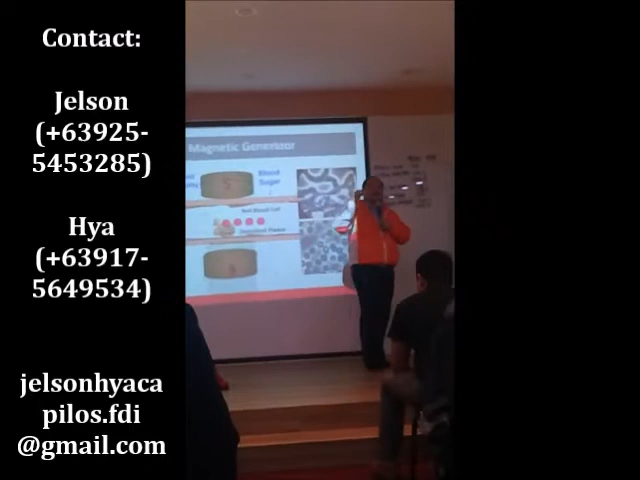 Contact:
Jelson
(+63925-
5453285)
Hya
(+63917-
5649534)
jelsonhyaca
pilos.fdi
@gmail.com
Magnetic Generator
Blood
Sugar
Red Blood Cell